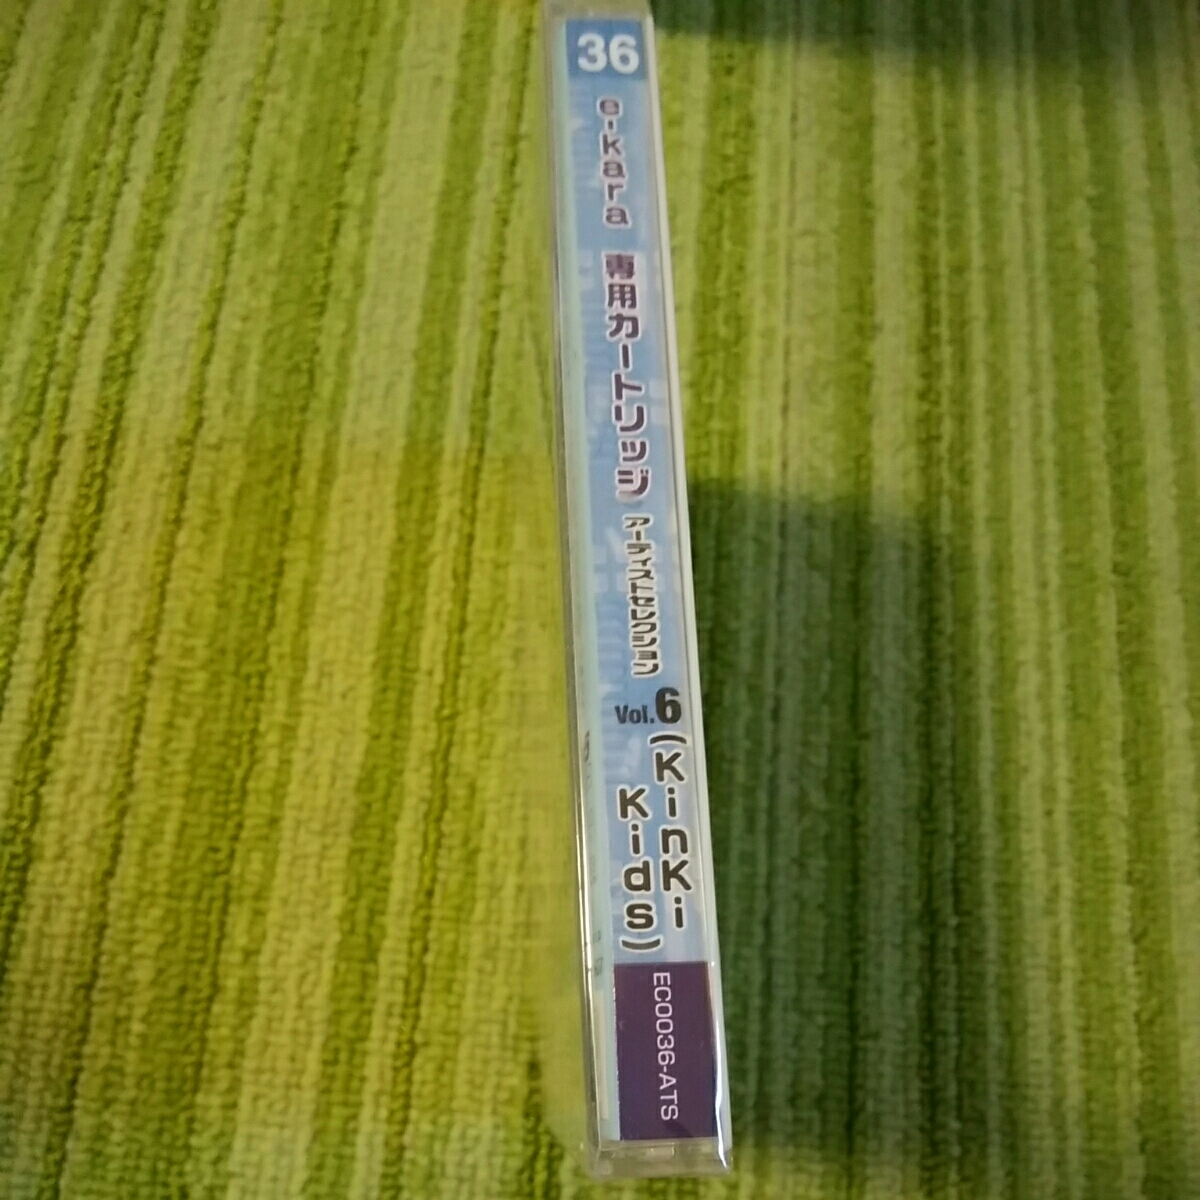 36
e-kara
専用カートリッジ
アーティストセレクション
Vol.6
(KinKi
Kids)
EC0036-ATS